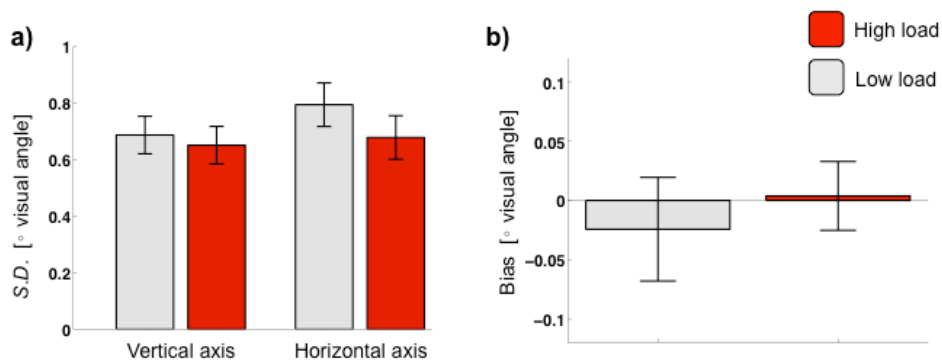 a)
S.D. [° visual angle]
1
0.8
0.6
0.4
0.2
0
Vertical axis
Horizontal axis
b)
High load
Low load
Bias [° visual angle]
0.1
0.05
0
−0.05
−0.1